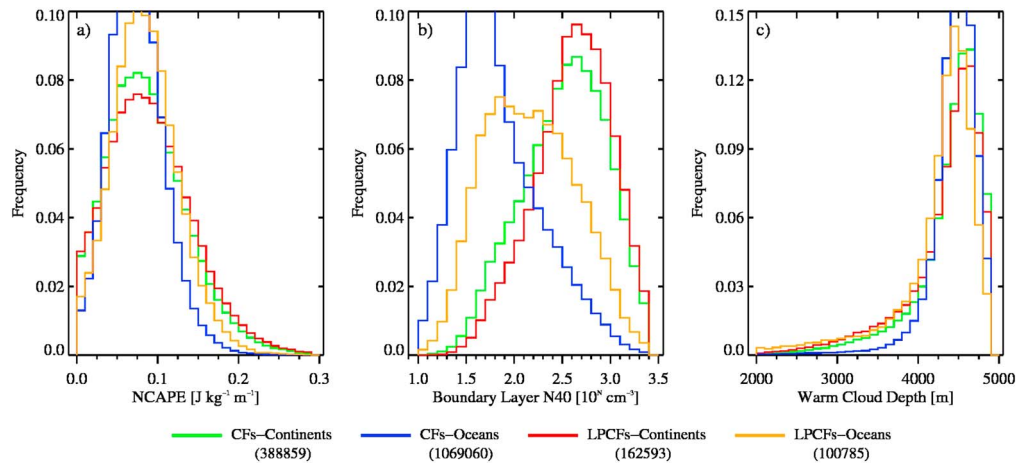 a)
b)
c)
0.10
0.08
0.06
0.04
0.02
0.0
Frequency
0.0
0.1
0.2
0.3
NCAPE [J kg⁻¹ m⁻¹]
0.10
0.08
0.06
0.04
0.02
0.0
Frequency
1.0
1.5
2.0
2.5
3.0
3.5
Boundary Layer N40 [10ᴺ cm⁻³]
0.15
0.12
0.09
0.06
0.03
0.0
Frequency
2000
3000
4000
5000
Warm Cloud Depth [m]
CFs–Continents
(388859)
CFs–Oceans
(1069060)
LPCFs–Continents
(162593)
LPCFs–Oceans
(100785)